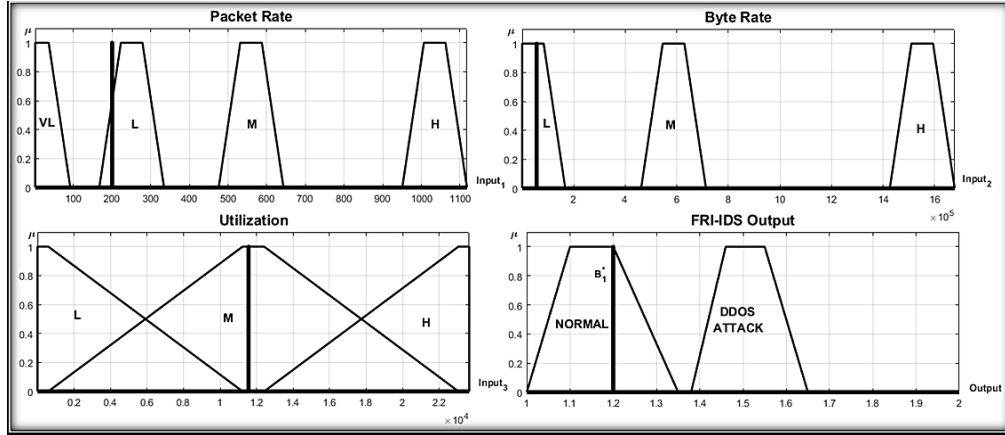 Packet Rate
μ
1
0.8
0.6
0.4
0.2
0
VL
L
M
H
100 200 300 400 500 600 700 800 900 1000 1100
Input1
Byte Rate
μ
1
0.8
0.6
0.4
0.2
0
L
M
H
2 4 6 8 10 12 14 16
× 10^5
Input2
Utilization
μ
1
0.8
0.6
0.4
0.2
0
L
M
H
0.2 0.4 0.6 0.8 1 1.2 1.4 1.6 1.8 2 2.2
× 10^4
Input3
FRI-IDS Output
μ
1
0.8
0.6
0.4
0.2
0
B*1
NORMAL
DDOS
ATTACK
1 1.1 1.2 1.3 1.4 1.5 1.6 1.7 1.8 1.9 2
Output